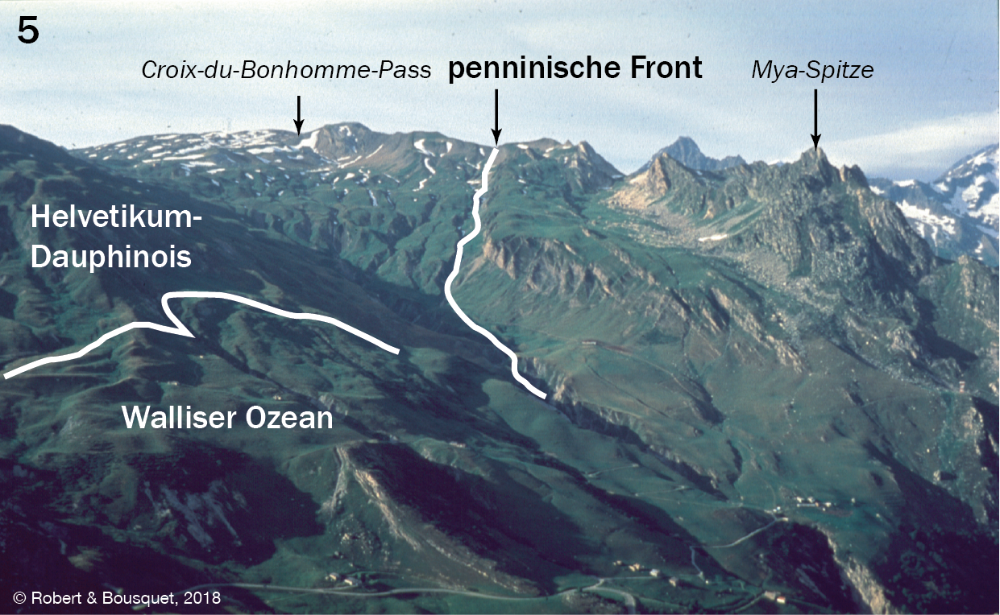 5
Croix-du-Bonhomme-Pass penninische Front Mya-Spitze
Helvetikum-
Dauphinois
Walliser Ozean
© Robert & Bousquet, 2018